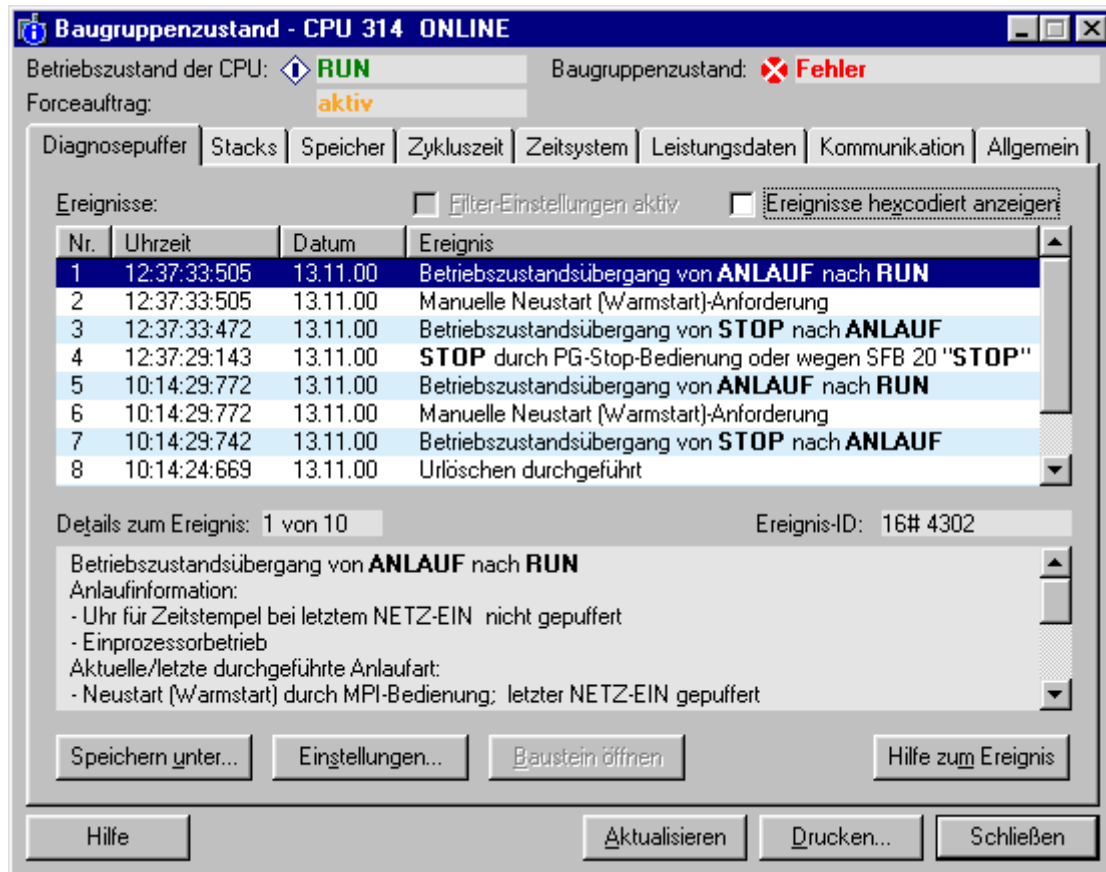 Baugruppenzustand - CPU 314  ONLINE
Betriebszustand der CPU: RUN Baugruppenzustand: Fehler
Forceauftrag: aktiv
Diagnosepuffer Stacks Speicher Zykluszeit Zeitsystem Leistungsdaten Kommunikation Allgemein
Ereignisse: Filter-Einstellungen aktiv Ereignisse hexcodiert anzeigen
Nr. Uhrzeit Datum Ereignis
1 12:37:33:505 13.11.00 Betriebszustandsübergang von ANLAUF nach RUN
2 12:37:33:505 13.11.00 Manuelle Neustart (Warmstart)-Anforderung
3 12:37:33:472 13.11.00 Betriebszustandsübergang von STOP nach ANLAUF
4 12:37:29:143 13.11.00 STOP durch PG-Stop-Bedienung oder wegen SFB 20 "STOP"
5 10:14:29:772 13.11.00 Betriebszustandsübergang von ANLAUF nach RUN
6 10:14:29:772 13.11.00 Manuelle Neustart (Warmstart)-Anforderung
7 10:14:29:742 13.11.00 Betriebszustandsübergang von STOP nach ANLAUF
8 10:14:24:669 13.11.00 Urlöschen durchgeführt
Details zum Ereignis: 1 von 10 Ereignis-ID: 16# 4302
Betriebszustandsübergang von ANLAUF nach RUN
Anlaufinformation:
- Uhr für Zeitstempel bei letztem NETZ-EIN  nicht gepuffert
- Einprozessorbetrieb
Aktuelle/letzte durchgeführte Anlaufart:
- Neustart (Warmstart) durch MPI-Bedienung;  letzter NETZ-EIN gepuffert
Speichern unter... Einstellungen... Baustein öffnen Hilfe zum Ereignis
Hilfe Aktualisieren Drucken... Schließen